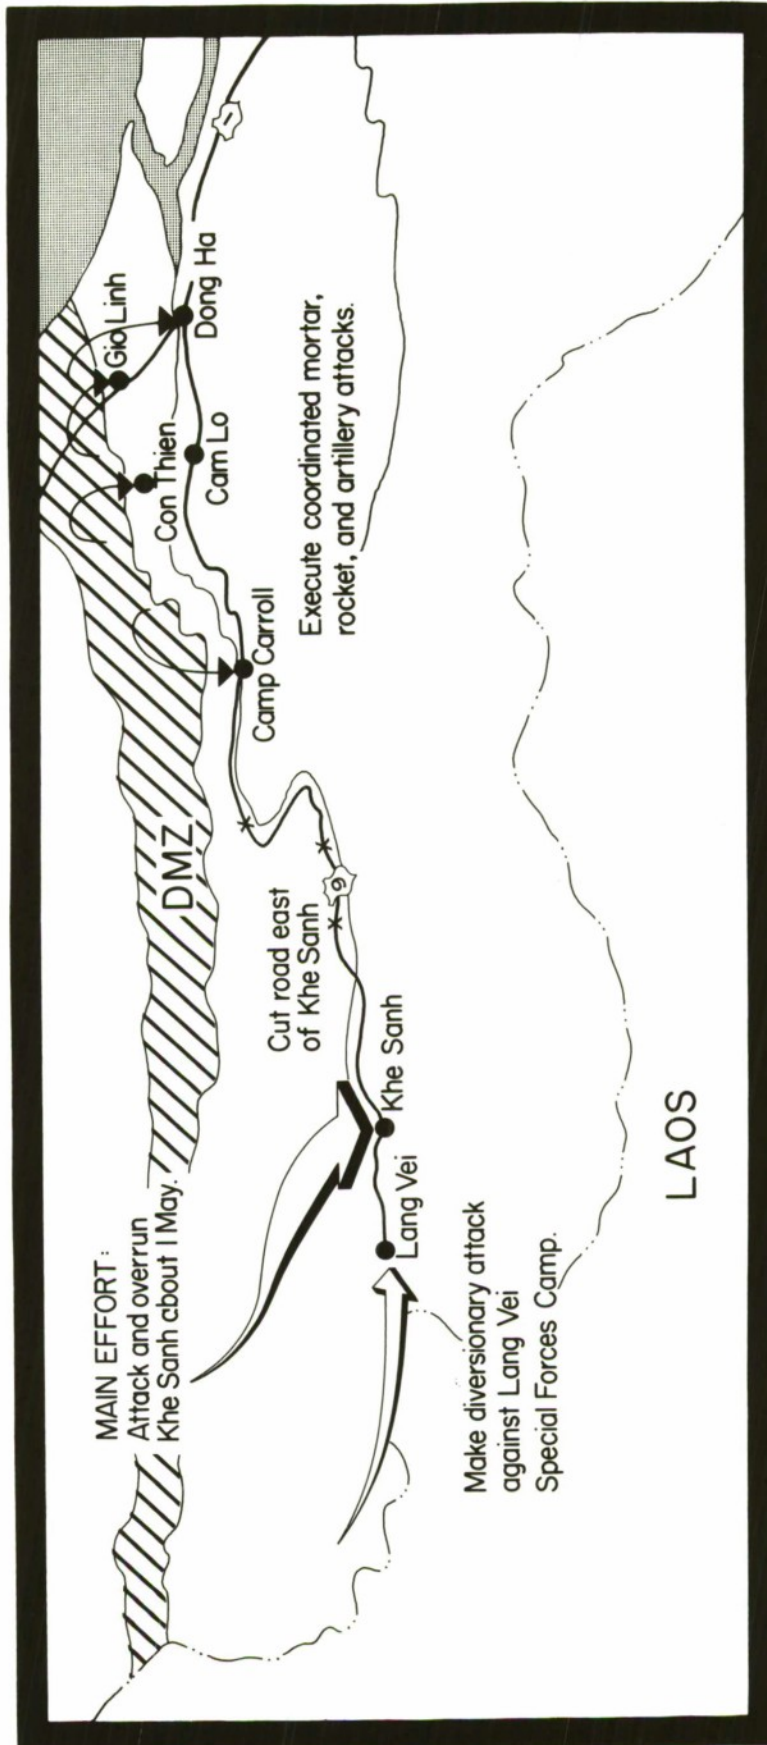 MAIN EFFORT:
Attack and overrun
Khe Sanh about 1 May.
DMZ
Con Thien
Gio Linh
Camp Carroll
Cam Lo
Dong Ha
1
Cut road east
of Khe Sanh
9
Execute coordinated mortar,
rocket, and artillery attacks.
Lang Vei
Khe Sanh
Make diversionary attack
against Lang Vei
Special Forces Camp.
LAOS